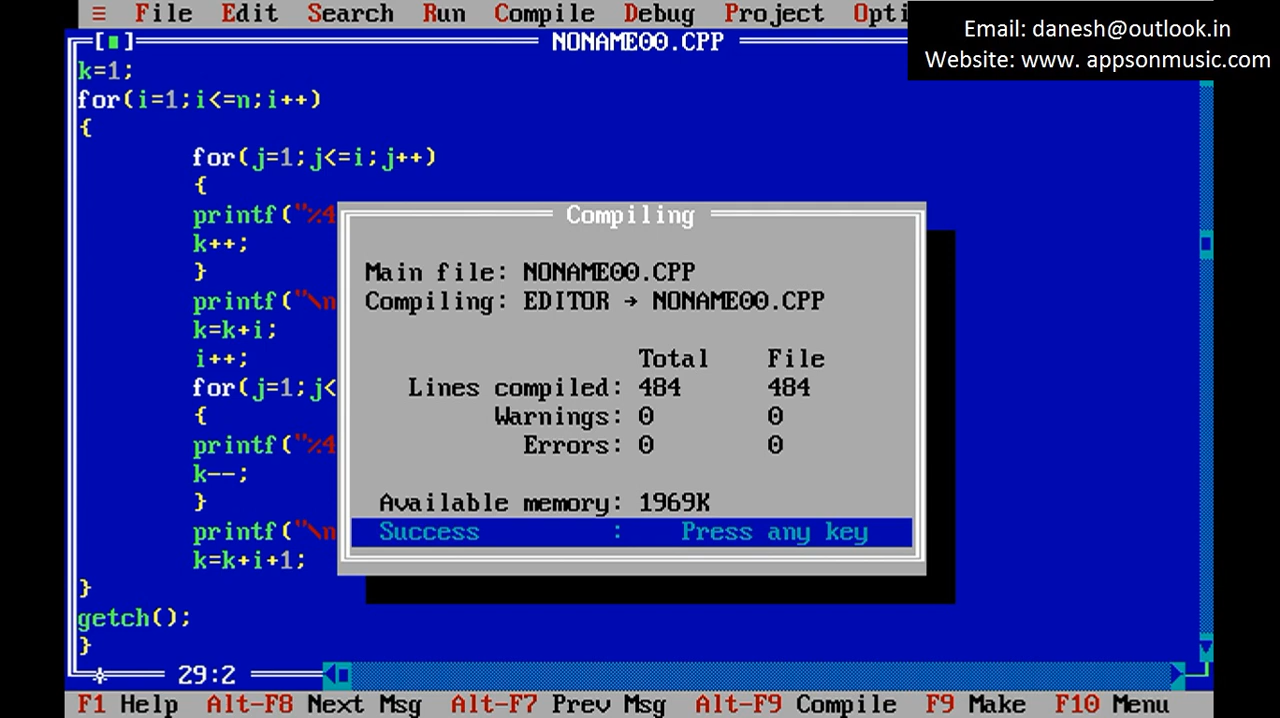 ≡ File Edit Search Run Compile Debug Project Opti
Email: danesh@outlook.in
Website: www. appsonmusic.com
[■] NONAME00.CPP
k=1;
for(i=1;i<=n;i++)
{
for(j=1;j<=i;j++)
{
printf("%4
k++;
}
printf("\n
k=k+i;
i++;
for(j=1;j<
{
printf("%4
k--;
}
printf("\n
k=k+i+1;
}
getch();
}
Compiling
Main file: NONAME00.CPP
Compiling: EDITOR → NONAME00.CPP
Total File
Lines compiled: 484 484
Warnings: 0 0
Errors: 0 0
Available memory: 1969K
Success : Press any key
29:2
F1 Help Alt-F8 Next Msg Alt-F7 Prev Msg Alt-F9 Compile F9 Make F10 Menu